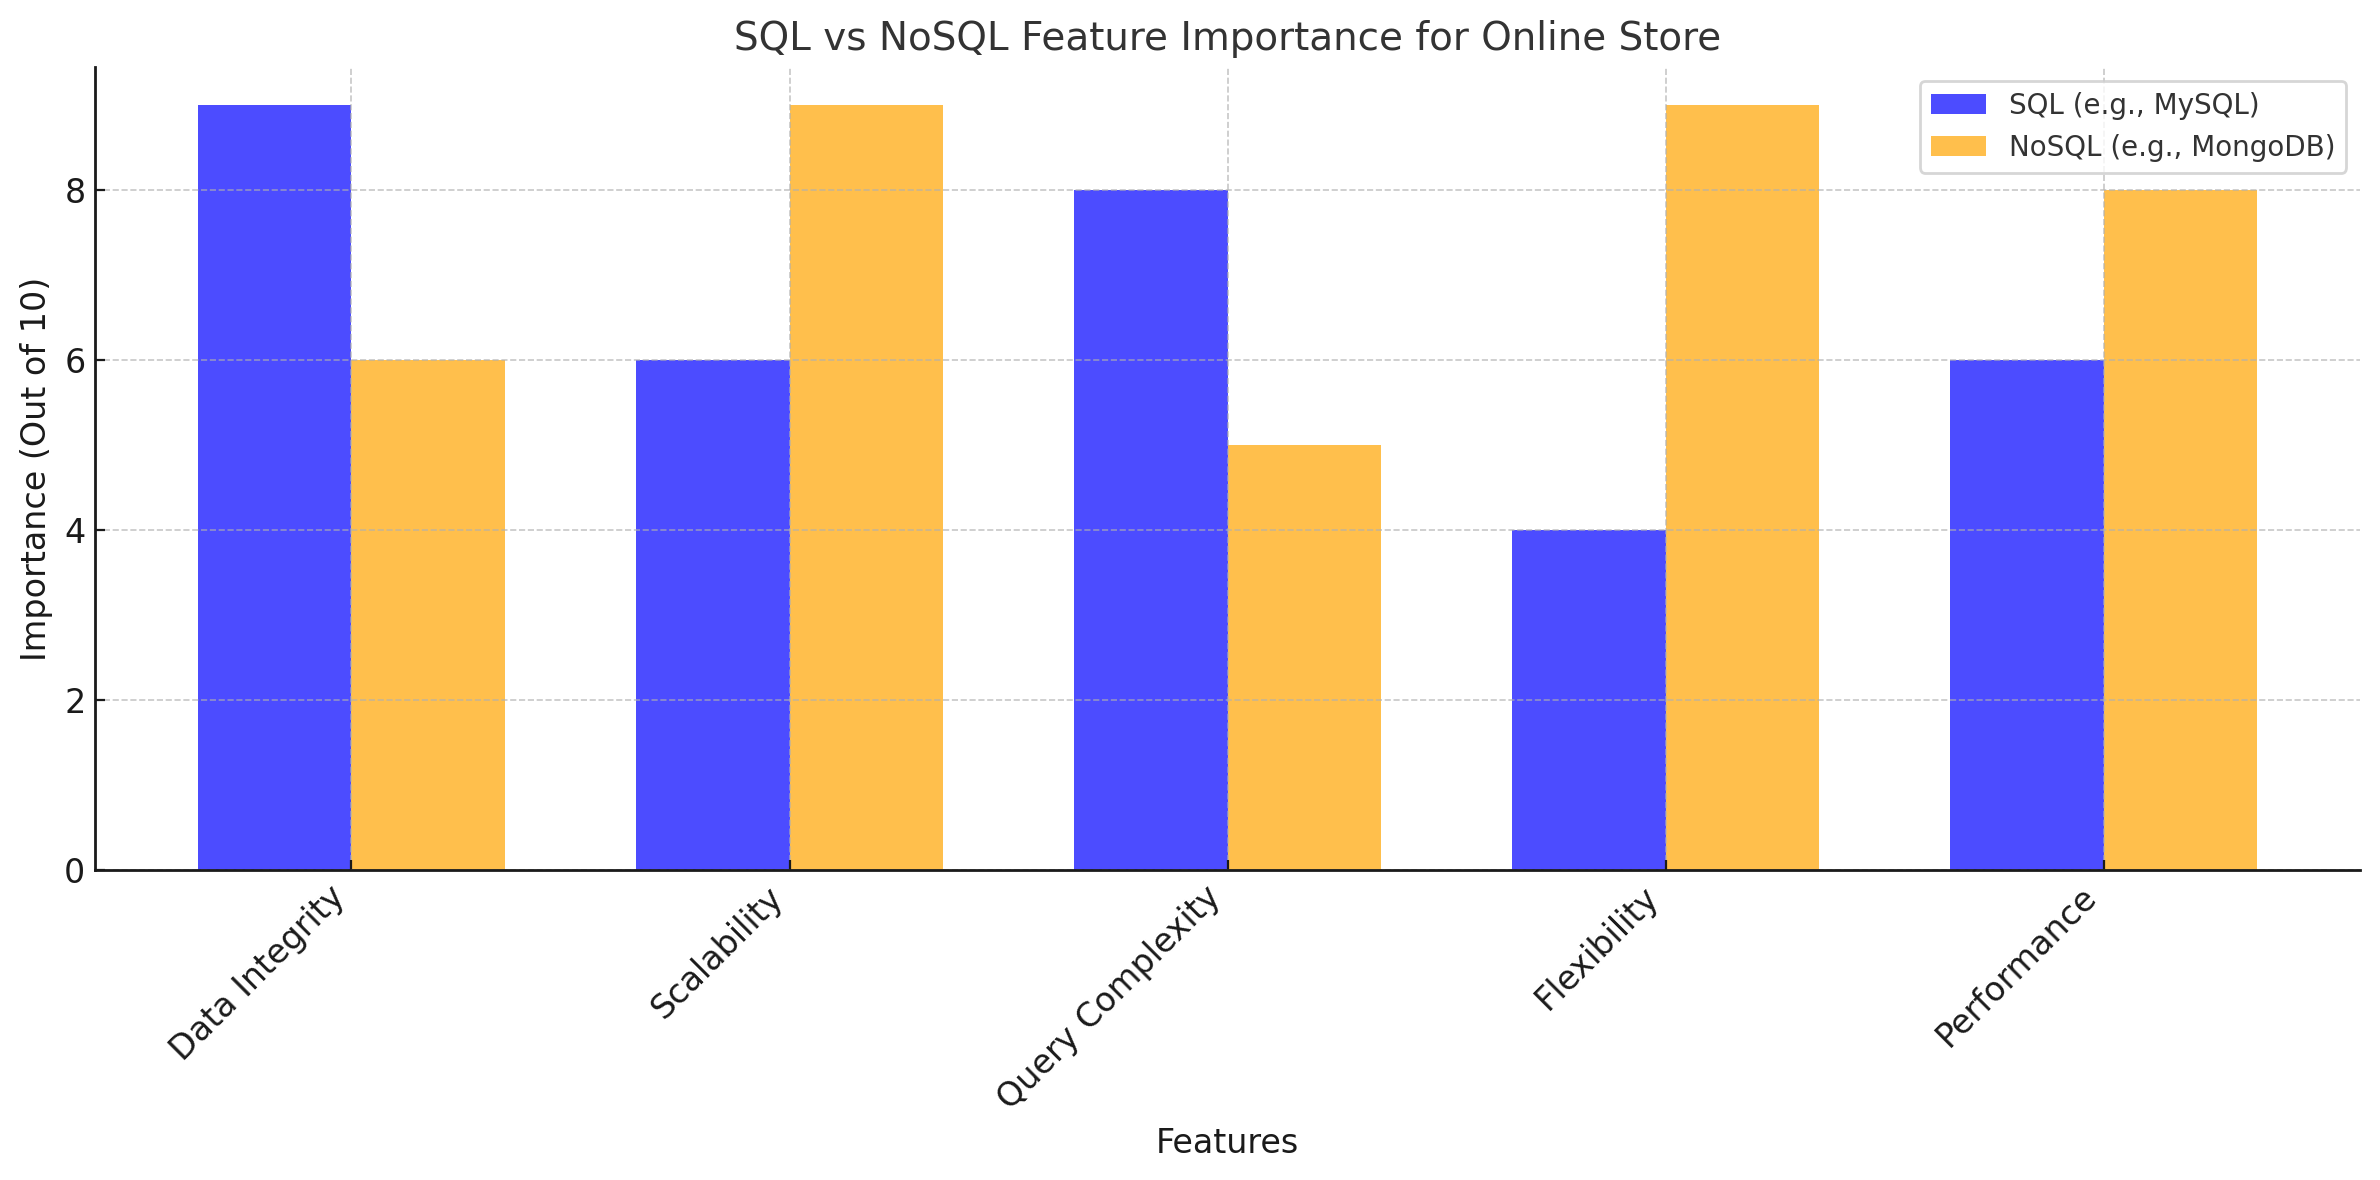 SQL vs NoSQL Feature Importance for Online Store
SQL (e.g., MySQL)
NoSQL (e.g., MongoDB)
Importance (Out of 10)
8
6
4
2
0
Data Integrity
Scalability
Query Complexity
Flexibility
Performance
Features